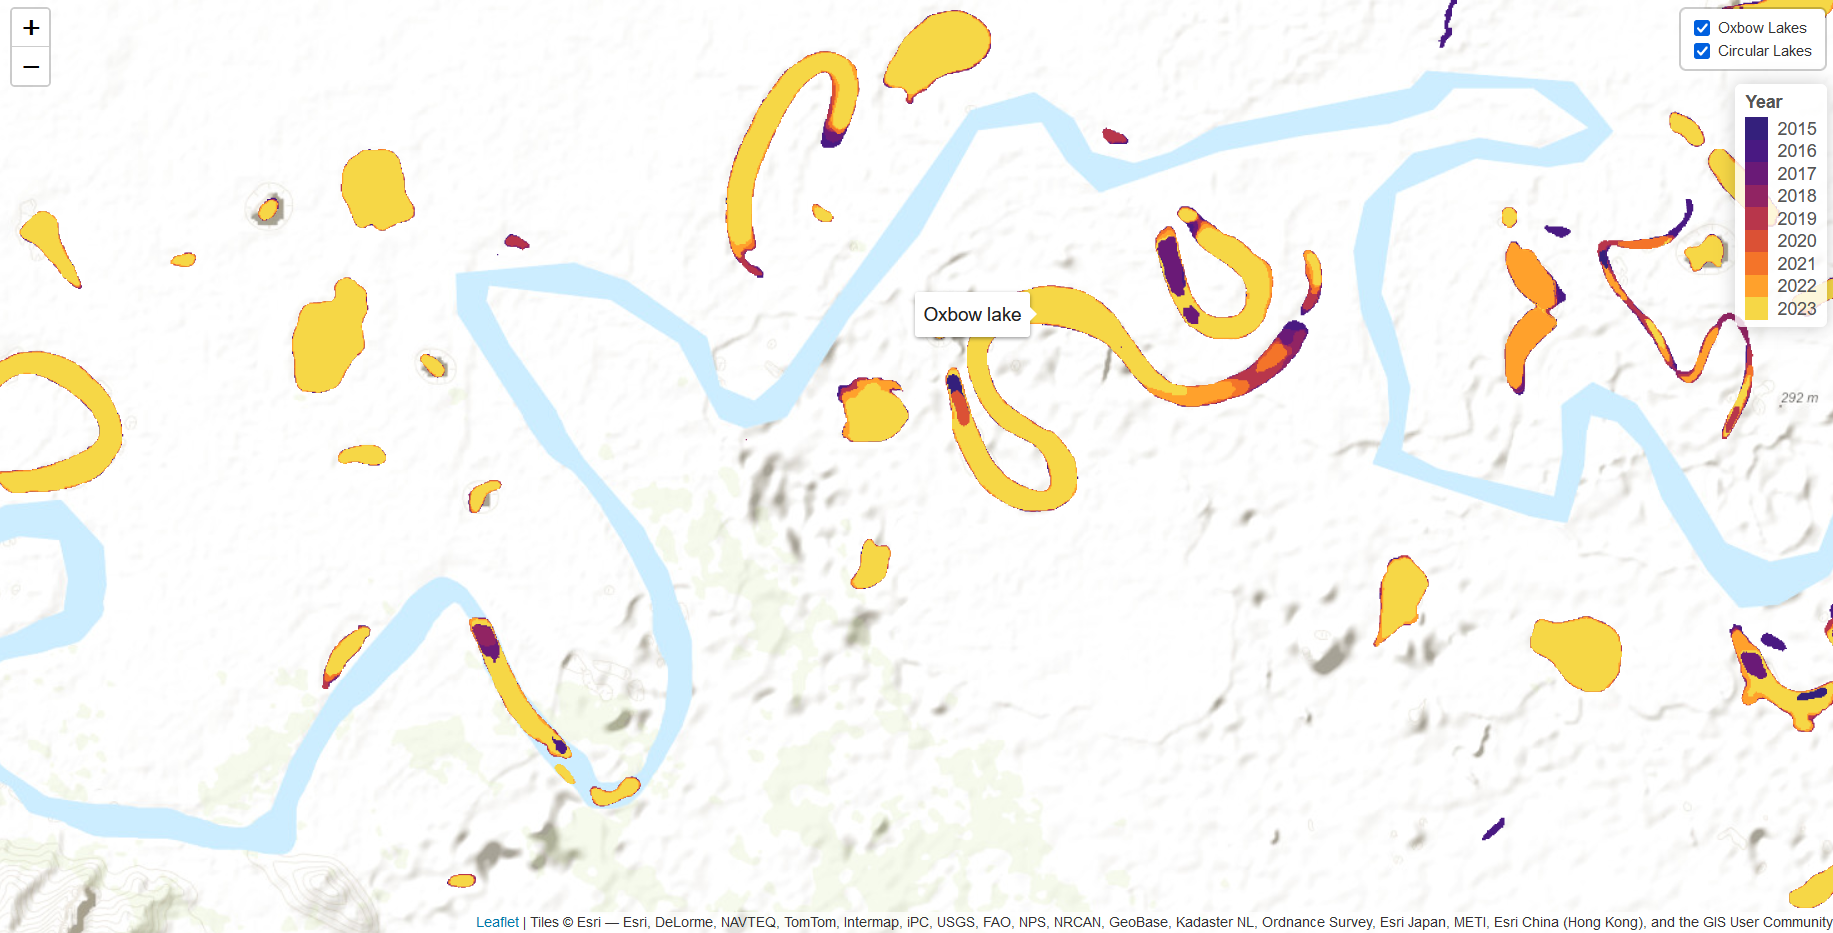 +
−
Oxbow Lakes
Circular Lakes
Year
2015
2016
2017
2018
2019
2020
2021
2022
2023
Oxbow lake
292 m
Leaflet | Tiles © Esri — Esri, DeLorme, NAVTEQ, TomTom, Intermap, iPC, USGS, FAO, NPS, NRCAN, GeoBase, Kadaster NL, Ordnance Survey, Esri Japan, METI, Esri China (Hong Kong), and the GIS User Community